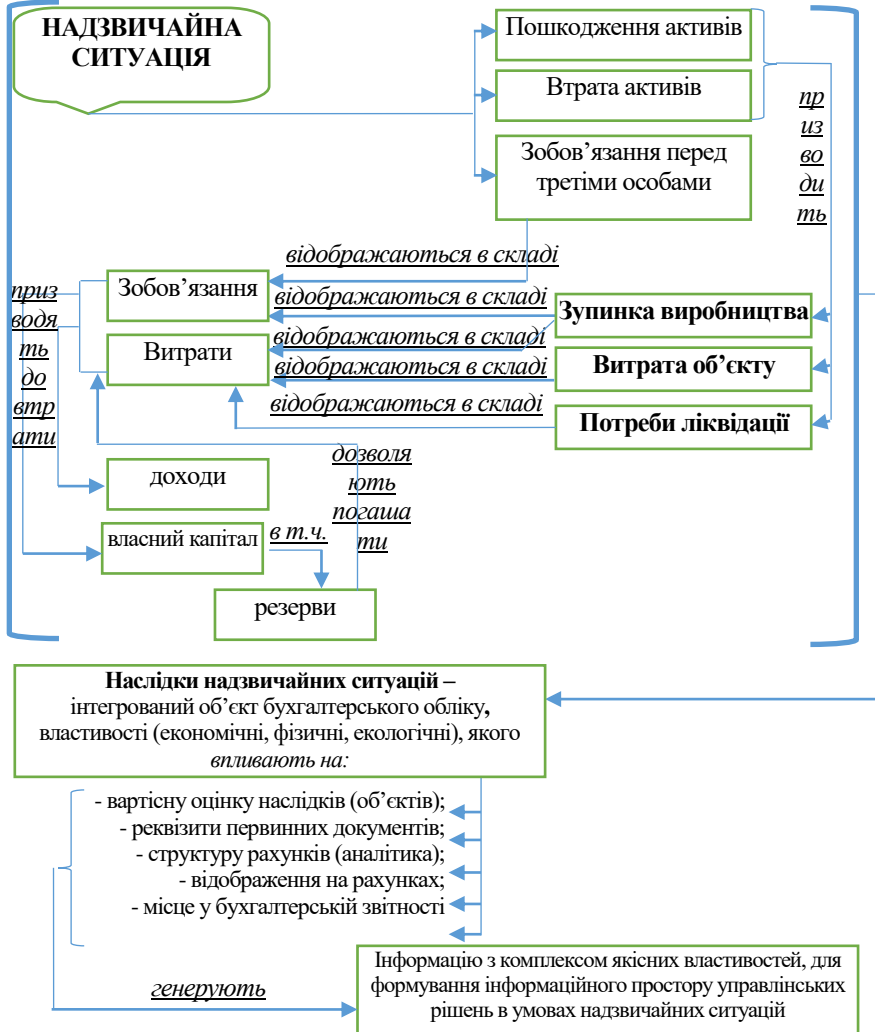 НАДЗВИЧАЙНА
СИТУАЦІЯ
Пошкодження активів
Втрата активів
Зобов’язання перед
третіми особами
пр
из
во
ди
ть
відображаються в складі
Зобов’язання
відображаються в складі
Зупинка виробництва
відображаються в складі
Витрати
відображаються в складі
Витрата об’єкту
відображаються в складі
Потреби ліквідації
приз
водя
ть
до
втр
ати
доходи
дозволя
ють
погаша
ти
власний капітал
в т.ч.
резерви
Наслідки надзвичайних ситуацій –
інтегрований об’єкт бухгалтерського обліку,
властивості (економічні, фізичні, екологічні), якого
впливають на:
- вартісну оцінку наслідків (об’єктів);
- реквізити первинних документів;
- структуру рахунків (аналітика);
- відображення на рахунках;
- місце у бухгалтерській звітності
генерують
Інформацію з комплексом якісних властивостей, для
формування інформаційного простору управлінських
рішень в умовах надзвичайних ситуацій